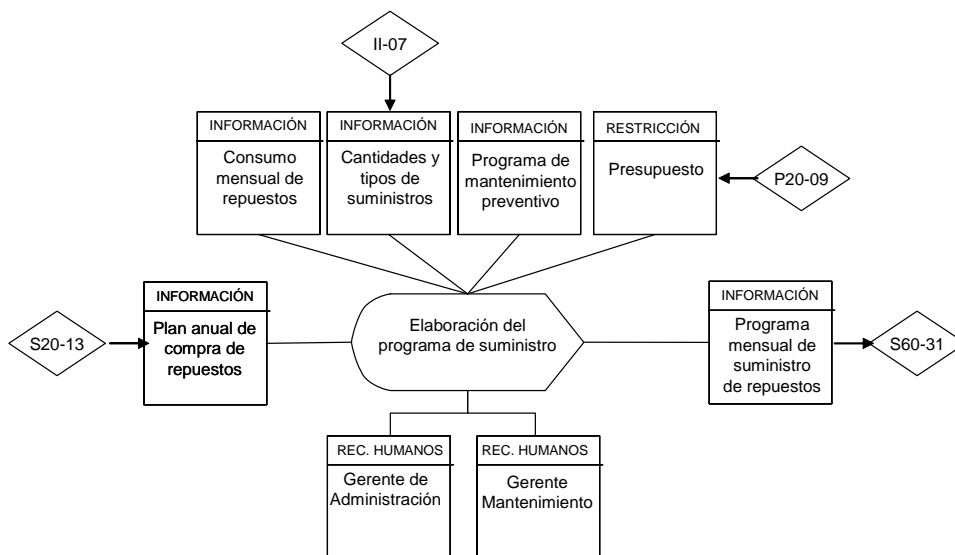 II-07
INFORMACIÓN
Consumo
mensual de
repuestos
INFORMACIÓN
Cantidades y
tipos de
suministros
INFORMACIÓN
Programa de
mantenimiento
preventivo
RESTRICCIÓN
Presupuesto
P20-09
S20-13
INFORMACIÓN
Plan anual de
compra de
repuestos
Elaboración del
programa de suministro
INFORMACIÓN
Programa
mensual de
suministro
de repuestos
S60-31
REC. HUMANOS
Gerente de
Administración
REC. HUMANOS
Gerente
Mantenimiento